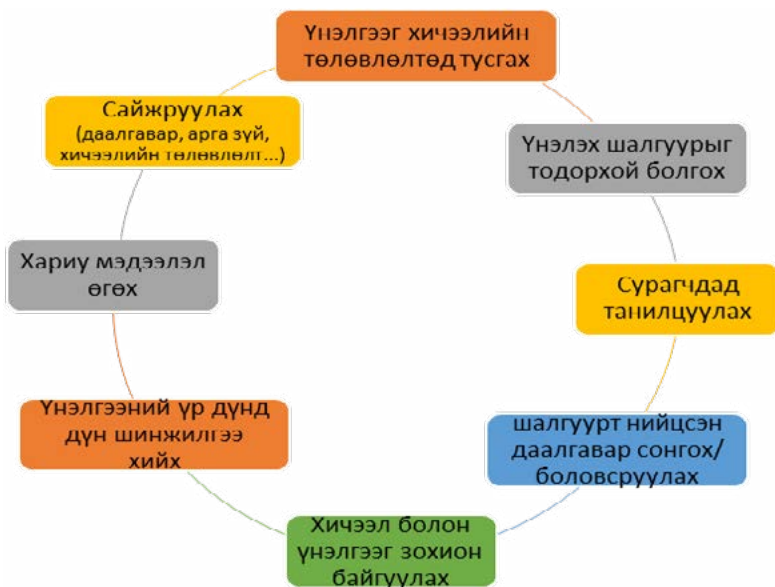 Үнэлгээг хичээлийн
төлөвлөлтөд тусгах
Үнэлэх шалгуурыг
тодорхой болгох
Сурагчдад
танилцуулах
шалгуурт нийцсэн
даалгавар сонгох/
боловсруулах
Хичээл болон
үнэлгээг зохион
байгуулах
Үнэлгээний үр дүнд
дүн шинжилгээ
хийх
Хариу мэдээлэл
өгөх
Сайжруулах
(даалгавар, арга зүй,
хичээлийн төлөвлөлт...)